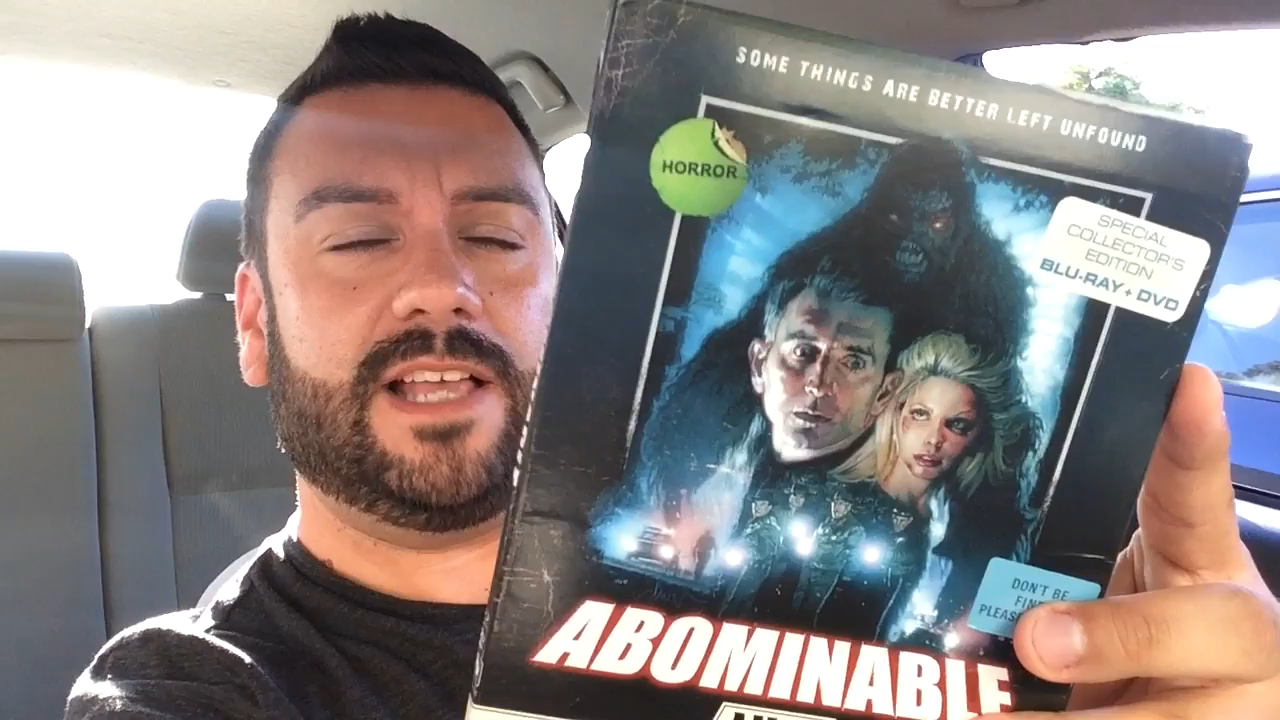 SOME THINGS ARE BETTER LEFT UNFOUND
HORROR
SPECIAL
COLLECTOR'S
EDITION
BLU-RAY + DVD
DON'T BE
ABOMINABLE